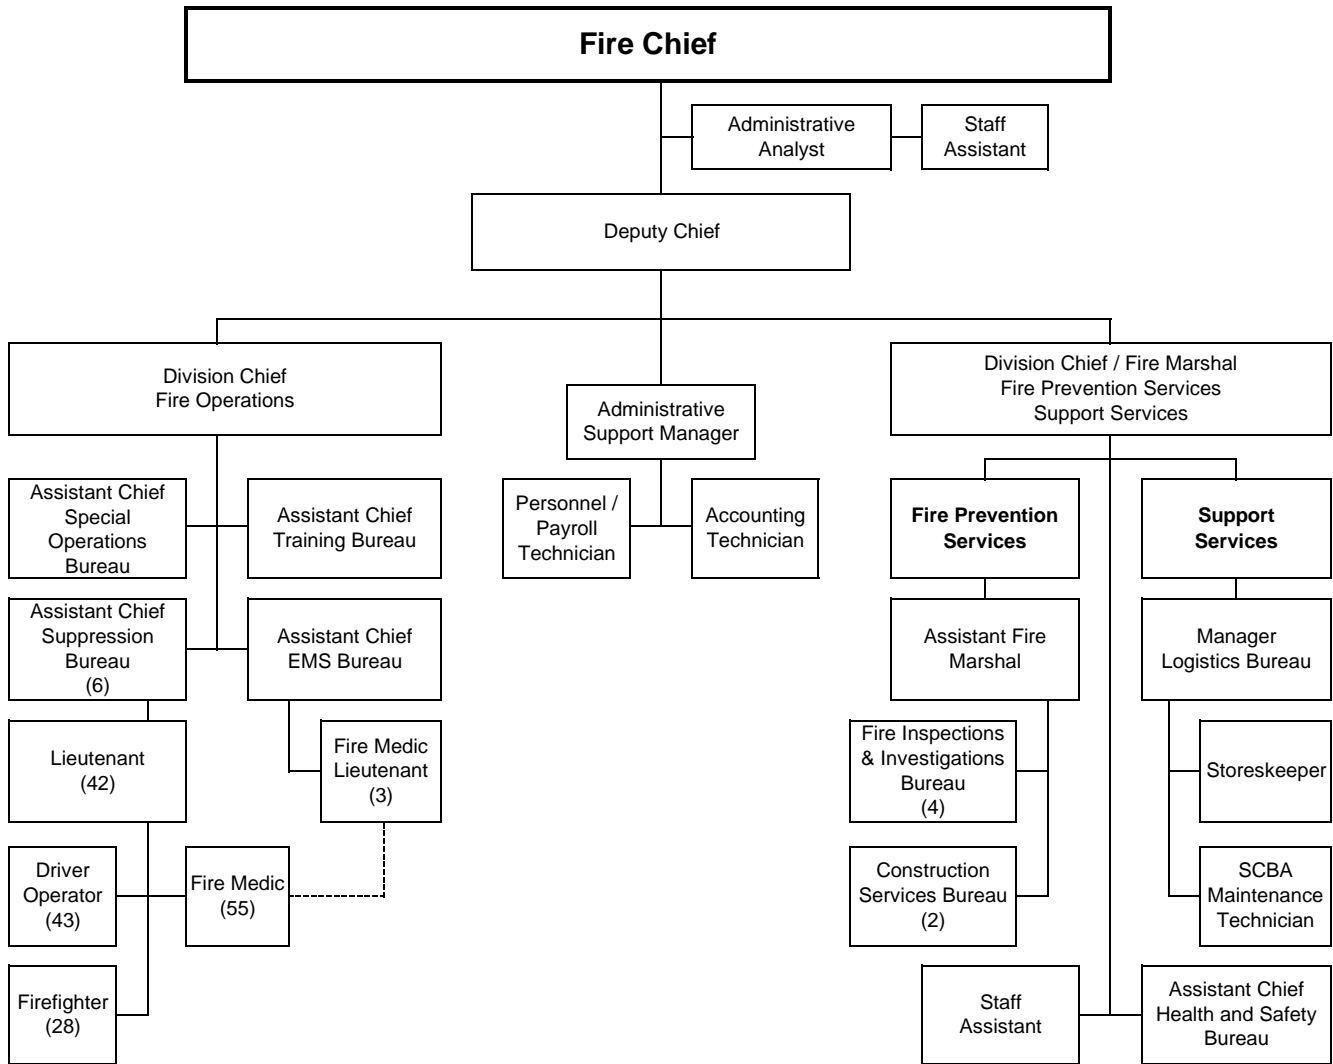 Fire Chief
Administrative
Analyst
Staff
Assistant
Deputy Chief
Division Chief
Fire Operations
Administrative
Support Manager
Division Chief / Fire Marshal
Fire Prevention Services
Support Services
Assistant Chief
Special
Operations
Bureau
Assistant Chief
Training Bureau
Personnel /
Payroll
Technician
Accounting
Technician
Fire Prevention
Services
Support
Services
Assistant Chief
Suppression
Bureau
(6)
Assistant Chief
EMS Bureau
Assistant Fire
Marshal
Manager
Logistics Bureau
Lieutenant
(42)
Fire Medic
Lieutenant
(3)
Fire Inspections
& Investigations
Bureau
(4)
Storeskeeper
Driver
Operator
(43)
Fire Medic
(55)
Construction
Services Bureau
(2)
SCBA
Maintenance
Technician
Firefighter
(28)
Staff
Assistant
Assistant Chief
Health and Safety
Bureau